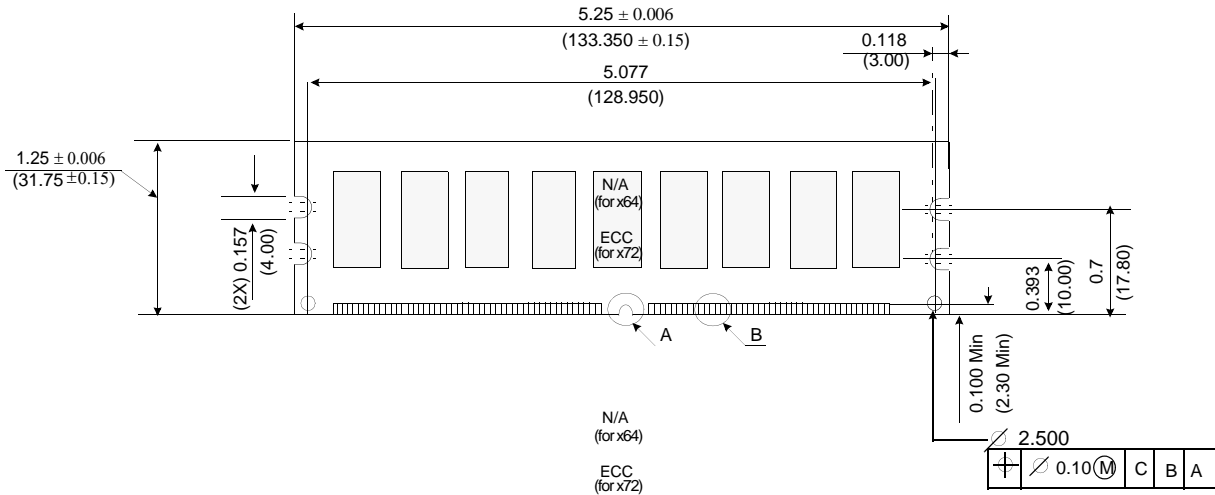 5.25 ± 0.006
(133.350 ± 0.15)
0.118
(3.00)
5.077
(128.950)
1.25 ± 0.006
(31.75 ±0.15)
N/A
(for x64)
ECC
(for x72)
(2X) 0.157
(4.00)
0.393
(10.00)
0.7
(17.80)
A
B
0.100 Min
(2.30 Min)
N/A
(for x64)
ECC
(for x72)
∅ 2.500
⌖ ∅ 0.10 Ⓜ C B A